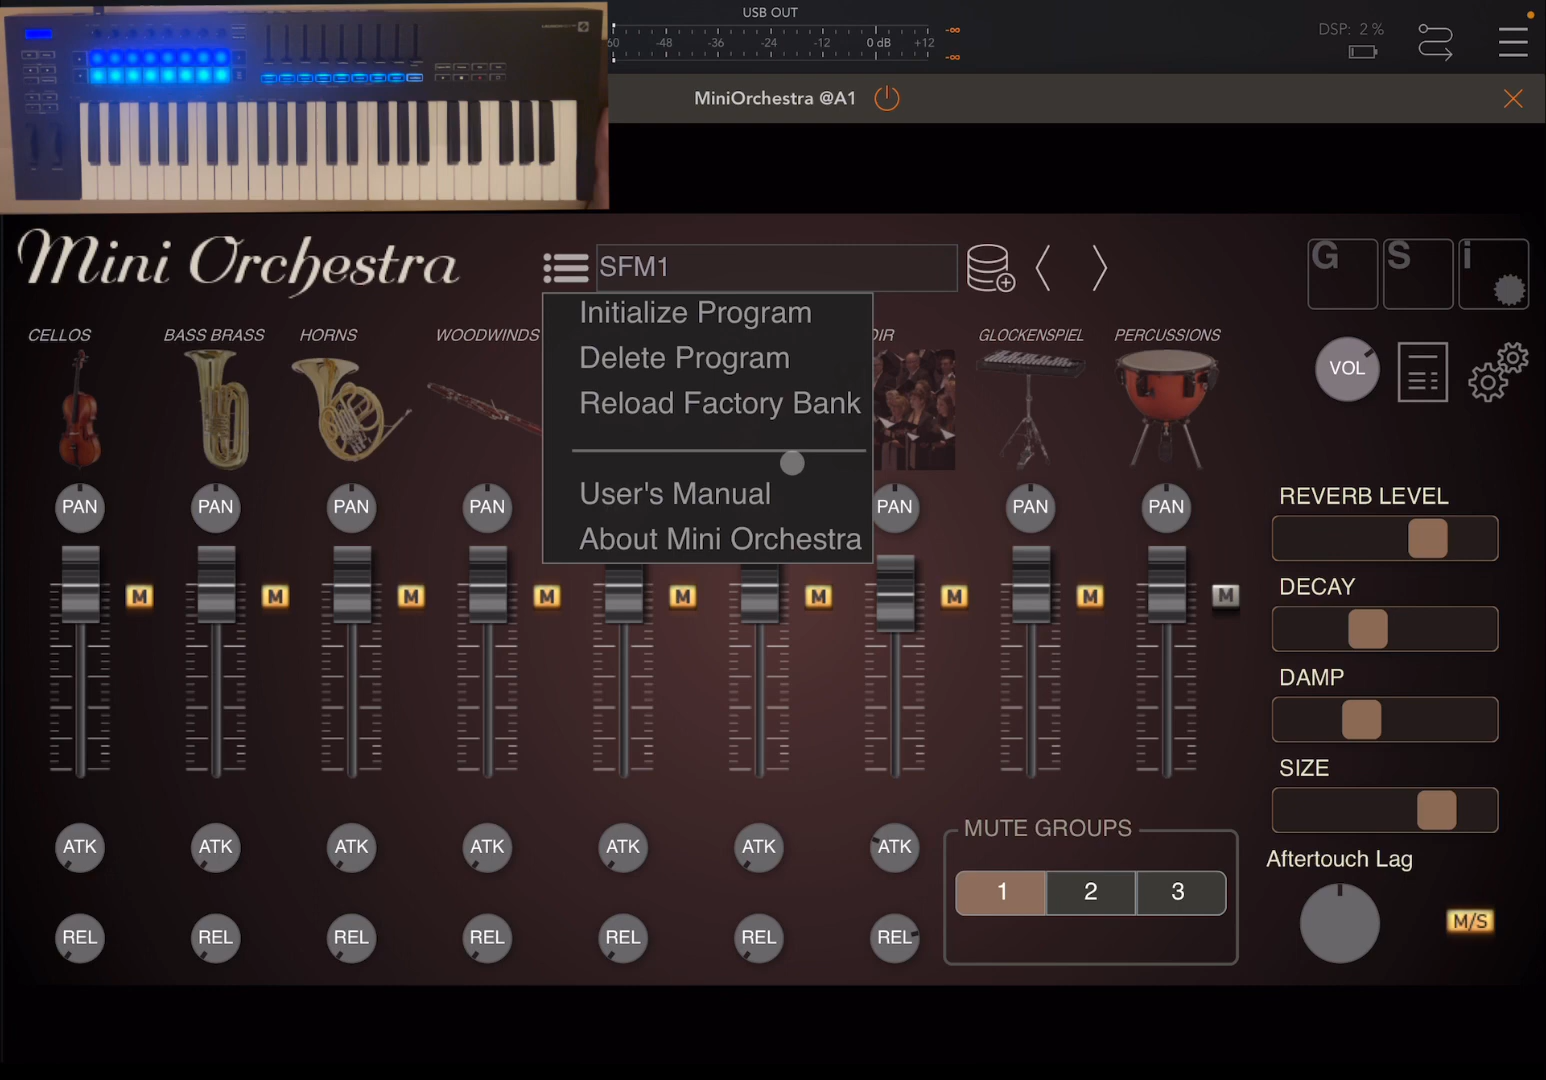 USB OUT
60 -48 -36 -24 -12 0 dB +12
-∞
-∞
DSP: 2 %
MiniOrchestra @A1
Mini Orchestra
SFM1
G S i
Initialize Program
Delete Program
Reload Factory Bank
User's Manual
About Mini Orchestra
CELLOS BASS BRASS HORNS WOODWINDS GLOCKENSPIEL PERCUSSIONS
VOL
PAN PAN PAN PAN PAN PAN PAN
M M M M M M M M M
REVERB LEVEL
DECAY
DAMP
SIZE
Aftertouch Lag
M/S
ATK ATK ATK ATK ATK ATK ATK
MUTE GROUPS
1 2 3
REL REL REL REL REL REL REL